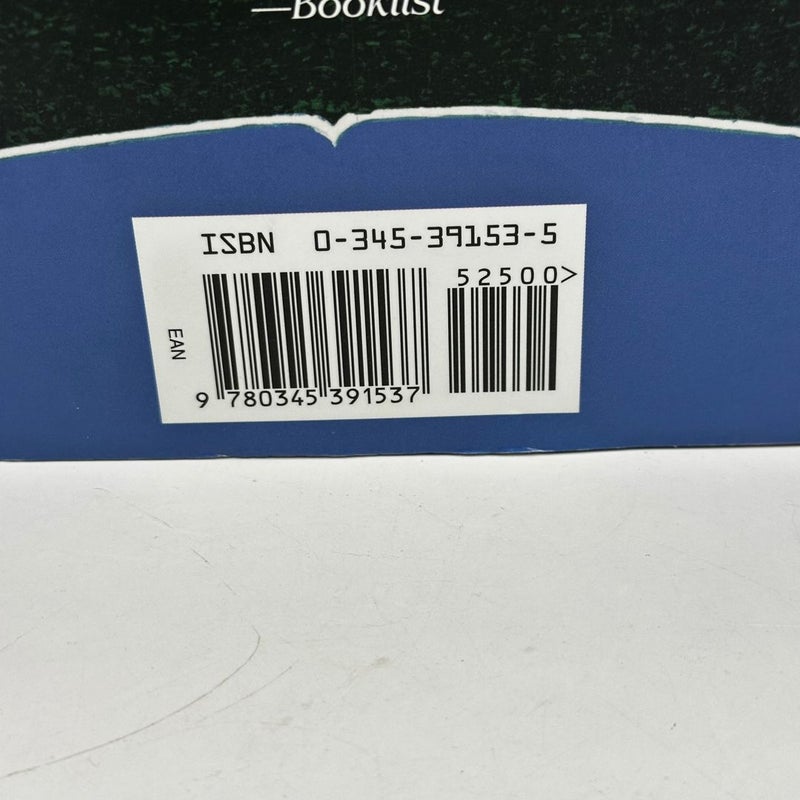 —Booklist
ISBN 0-345-39153-5
52500>
EAN
9 780345 391537